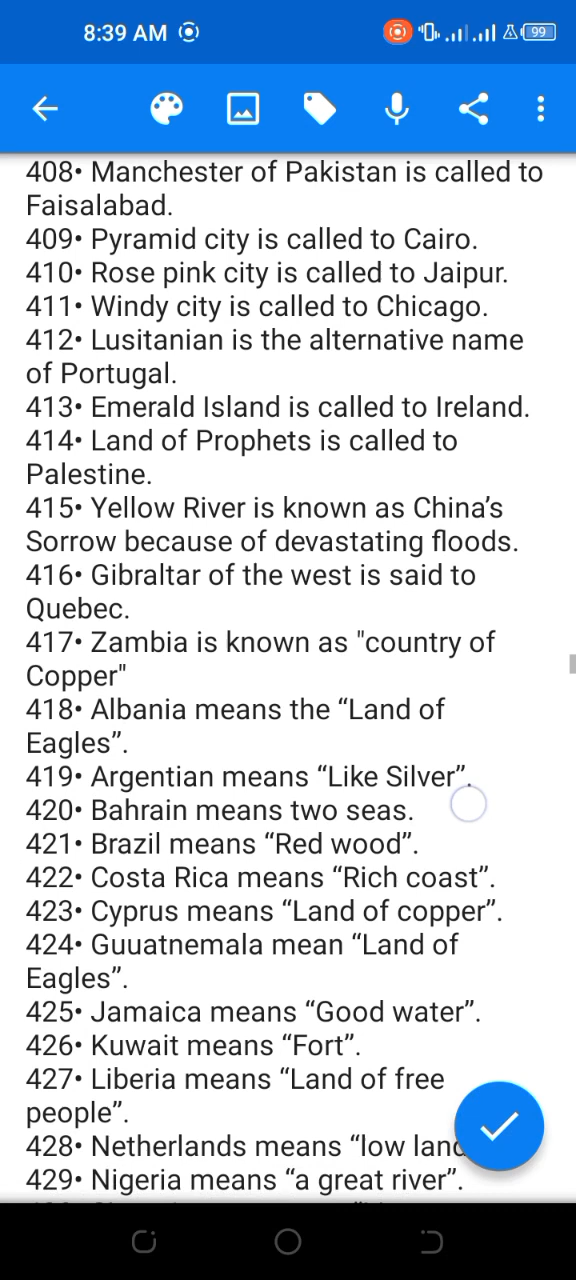 8:39 AM
99
408• Manchester of Pakistan is called to
Faisalabad.
409• Pyramid city is called to Cairo.
410• Rose pink city is called to Jaipur.
411• Windy city is called to Chicago.
412• Lusitanian is the alternative name
of Portugal.
413• Emerald Island is called to Ireland.
414• Land of Prophets is called to
Palestine.
415• Yellow River is known as China’s
Sorrow because of devastating floods.
416• Gibraltar of the west is said to
Quebec.
417• Zambia is known as "country of
Copper"
418• Albania means the “Land of
Eagles”.
419• Argentian means “Like Silver”.
420• Bahrain means two seas.
421• Brazil means “Red wood”.
422• Costa Rica means “Rich coast”.
423• Cyprus means “Land of copper”.
424• Guuatnemala mean “Land of
Eagles”.
425• Jamaica means “Good water”.
426• Kuwait means “Fort”.
427• Liberia means “Land of free
people”.
428• Netherlands means “low land
429• Nigeria means “a great river”.